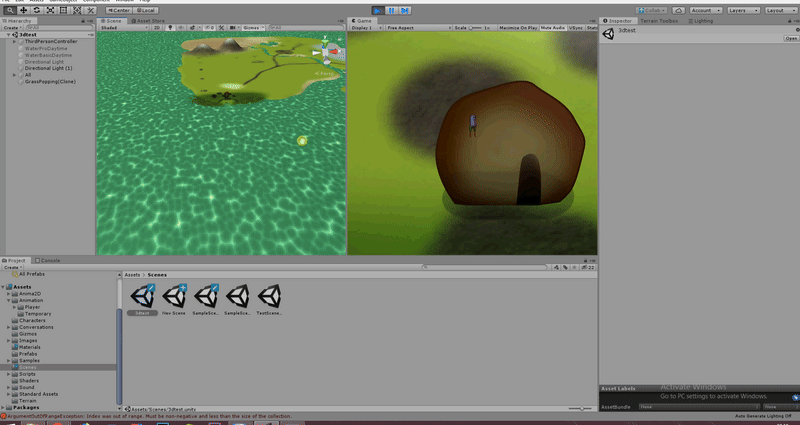 Hierarchy
Scene
Asset Store
Game
Center
Local
Collab
Account
Layers
Layout
Inspector
Terrain Toolbox
Lighting
Create
Shaded
2D
Gizmos
Display 1
Free Aspect
Scale
1x
Maximize On Play
Mute Audio
VSync
Stats
3dtest
ThirdPersonController
WaterProDaytime
WaterBasicDaytime
Directional Light
Directional Light (1)
All
GrassPopping(Clone)
Persp
3dtest
Open
Project
Console
Create
22
All Prefabs
Assets
Anima2D
Animation
Player
Temporary
Characters
Conversations
Gizmos
Images
Materials
Prefabs
Samples
Scenes
Scripts
Shaders
Sound
Standard Assets
Terrain
Packages
Assets
Scenes
3dtest
Hex Scene
SampleSce...
SampleSce...
TestScene...
Assets/Scenes/3dtest.unity
Asset Labels
Activate Windows
Go to PC settings to activate Windows.
AssetBundle
None
None
ArgumentOutOfRangeException: Index was out of range. Must be non-negative and less than the size of the collection.
Auto Generate Lighting Off